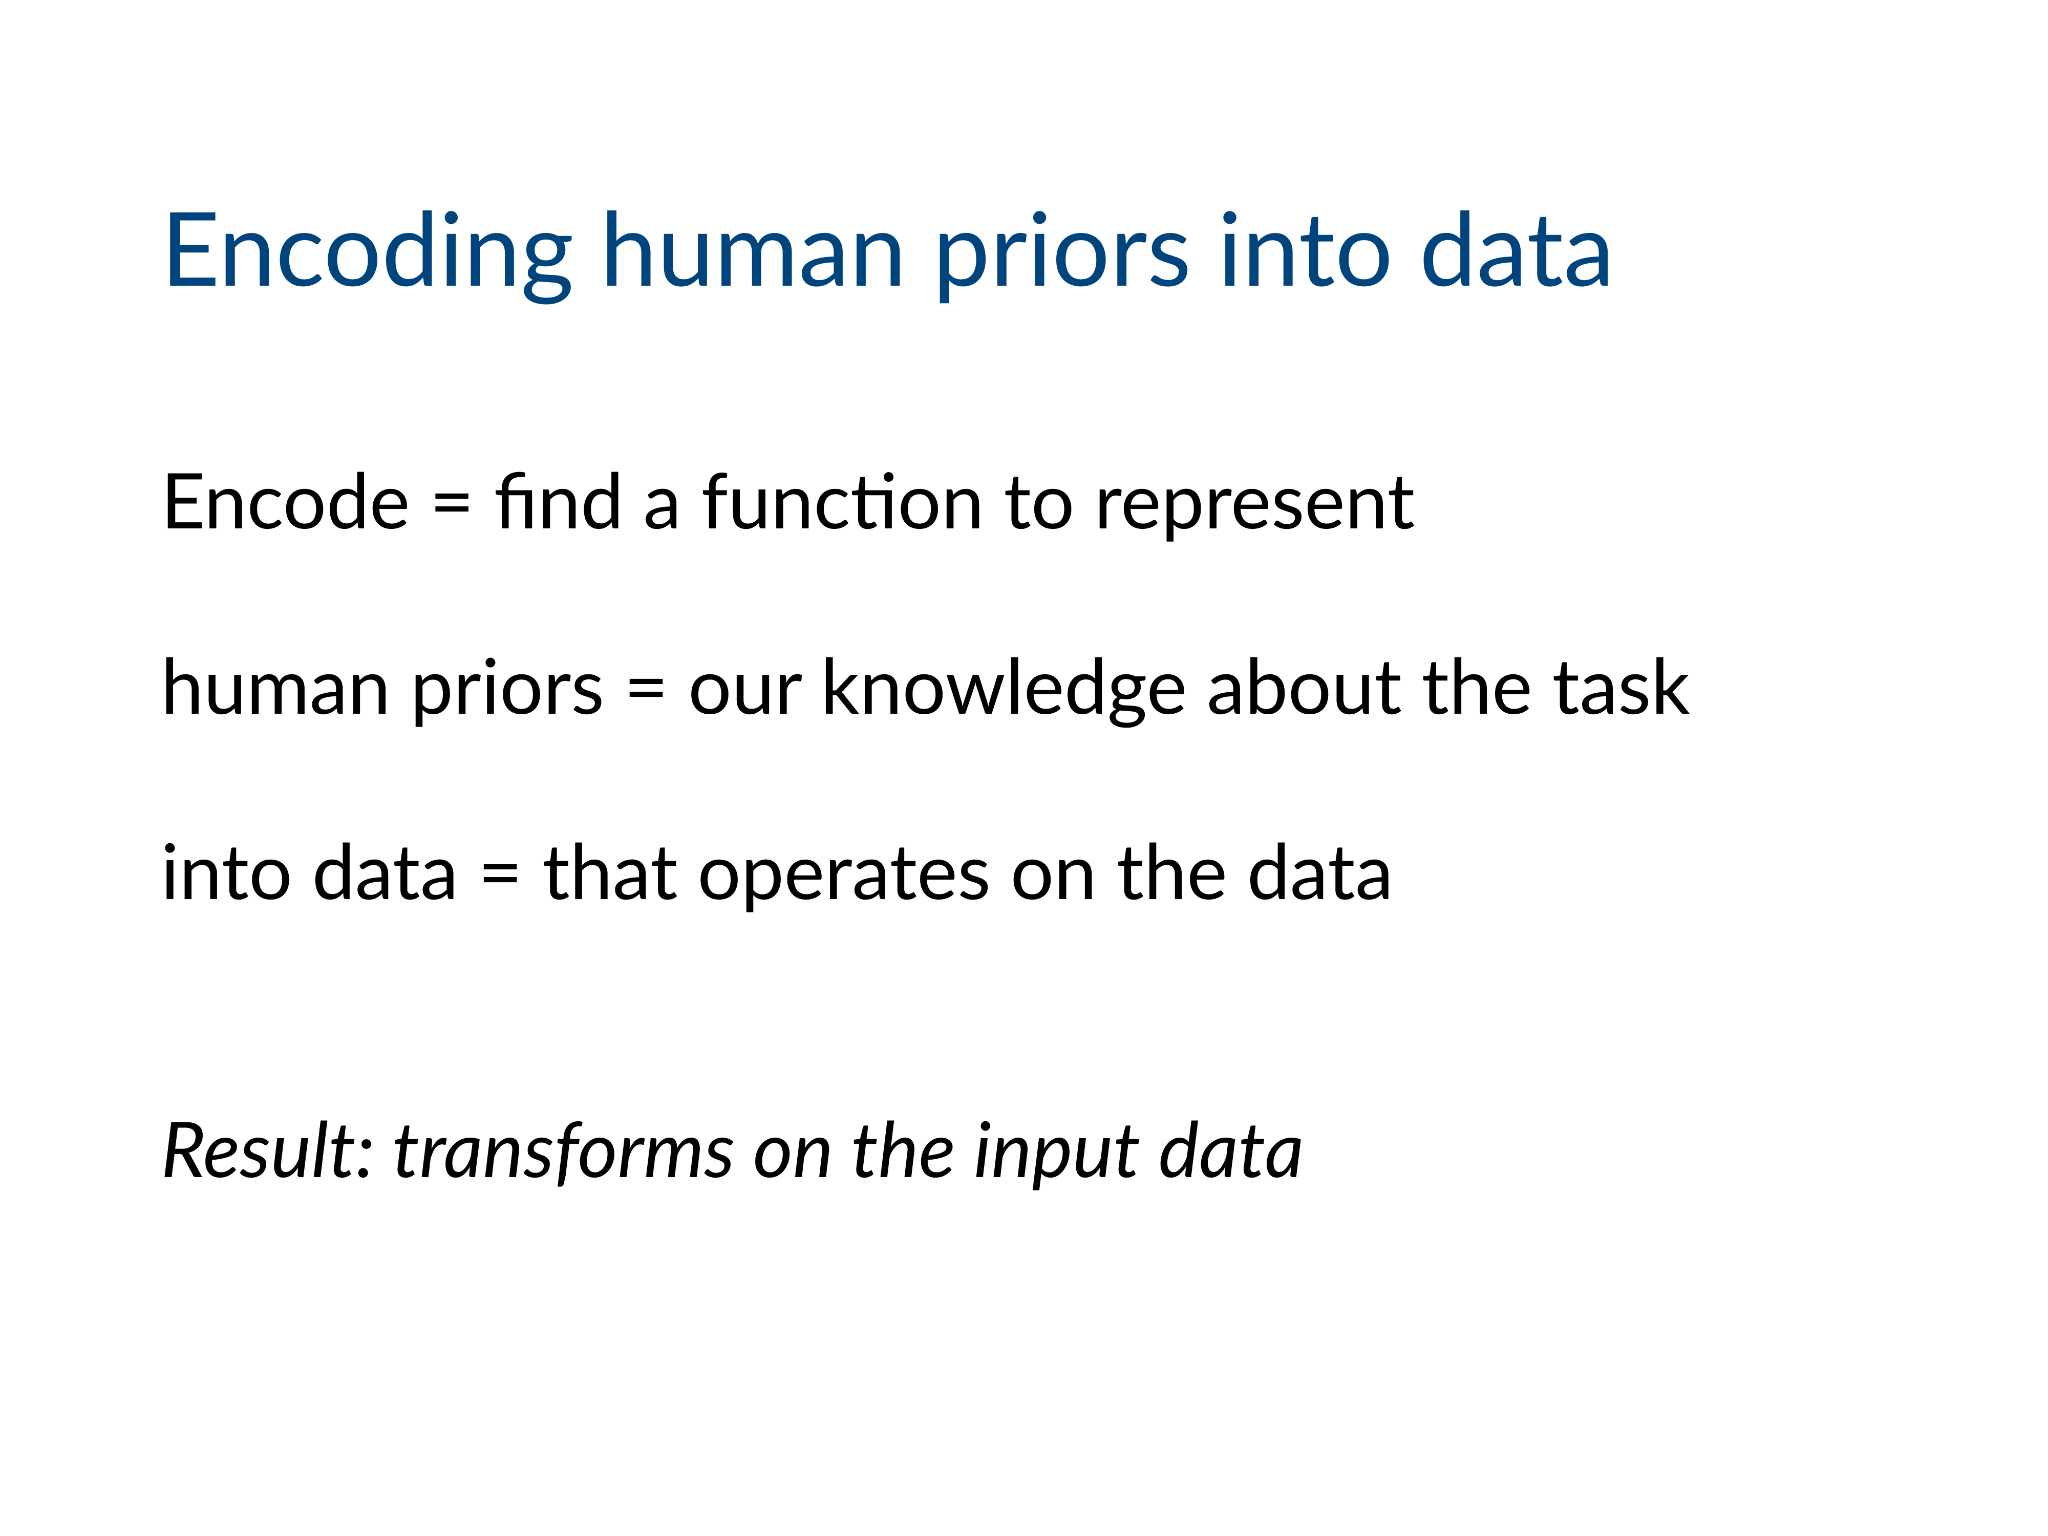 Encoding human priors into data
Encode = find a function to represent
human priors = our knowledge about the task
into data = that operates on the data
Result: transforms on the input data